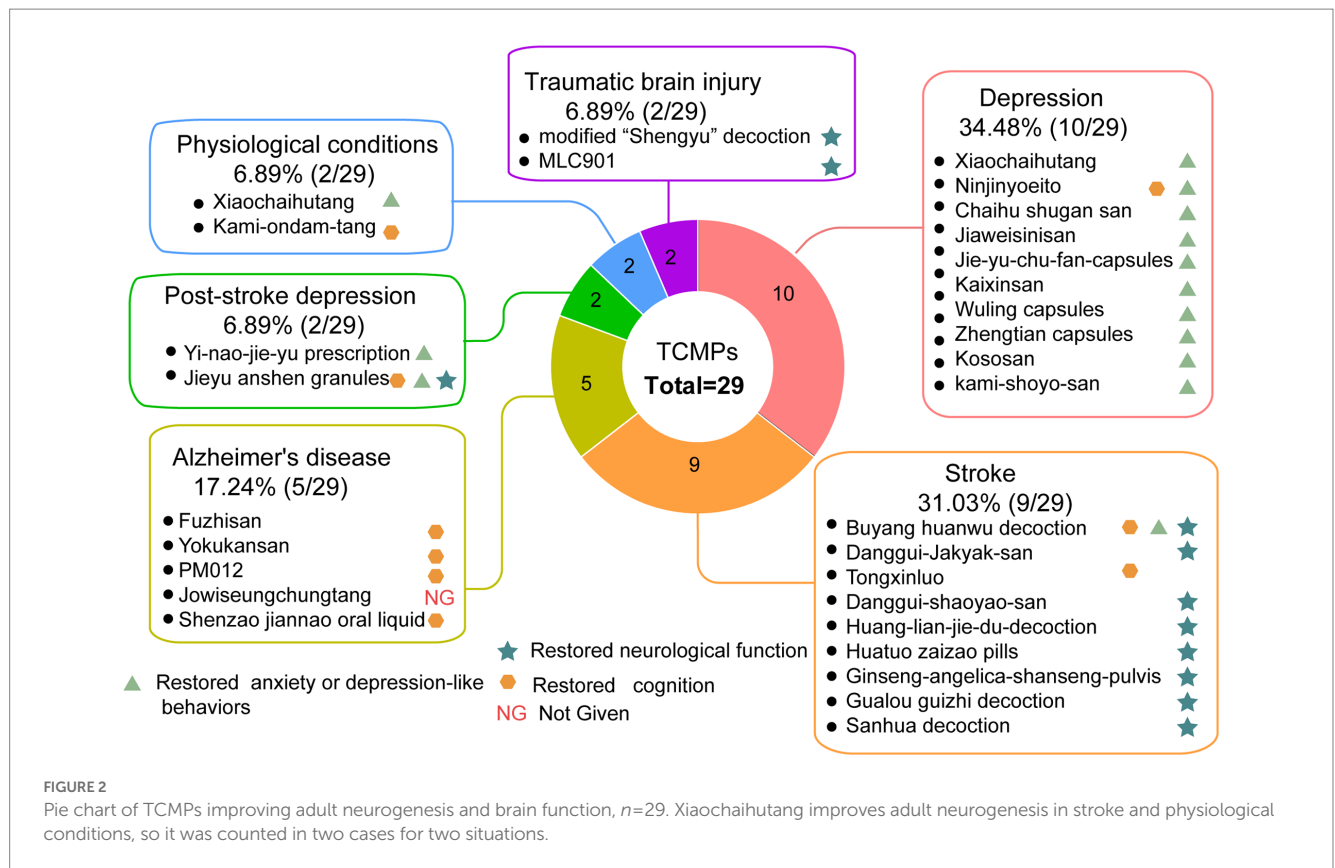 Traumatic brain injury
6.89% (2/29)
● modified “Shengyu” decoction
● MLC901
Depression
34.48% (10/29)
● Xiaochaihutang
● Ninjinyoeito
● Chaihu shugan san
● Jiaweisinisan
● Jie-yu-chu-fan-capsules
● Kaixinsan
● Wuling capsules
● Zhengtian capsules
● Kososan
● kami-shoyo-san
Physiological conditions
6.89% (2/29)
● Xiaochaihutang
● Kami-ondam-tang
Post-stroke depression
6.89% (2/29)
● Yi-nao-jie-yu prescription
● Jieyu anshen granules
Alzheimer's disease
17.24% (5/29)
● Fuzhisan
● Yokukansan
● PM012
● Jowiseungchungtang NG
● Shenzao jiannao oral liquid
2
2
2
10
5
9
TCMPs
Total=29
Stroke
31.03% (9/29)
● Buyang huanwu decoction
● Danggui-Jakyak-san
● Tongxinluo
● Danggui-shaoyao-san
● Huang-lian-jie-du-decoction
● Huatuo zaizao pills
● Ginseng-angelica-shanseng-pulvis
● Gualou guizhi decoction
● Sanhua decoction
Restored anxiety or depression-like
behaviors
Restored neurological function
Restored cognition
NG Not Given
FIGURE 2
Pie chart of TCMPs improving adult neurogenesis and brain function, n=29. Xiaochaihutang improves adult neurogenesis in stroke and physiological
conditions, so it was counted in two cases for two situations.